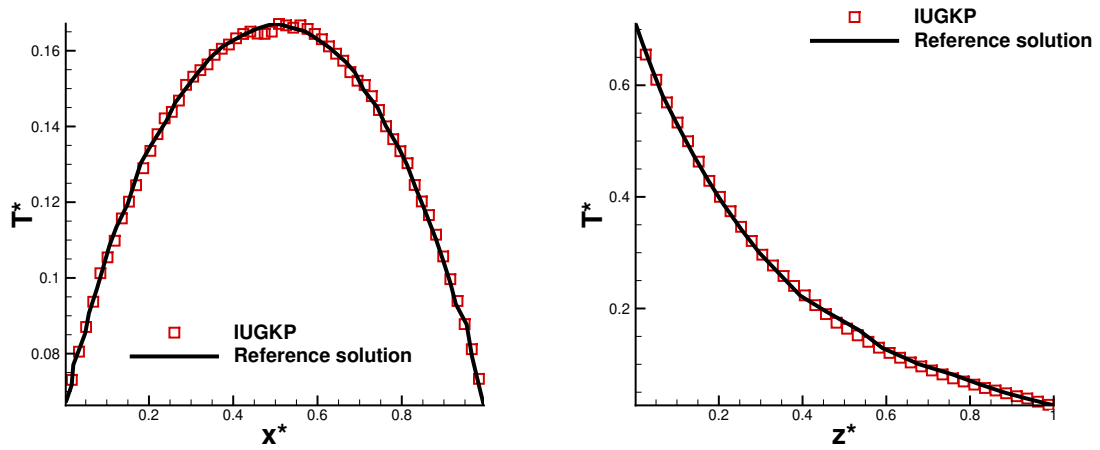 0.16
0.14
0.12
0.1
0.08
T*
IUGKP
Reference solution
0.2 0.4 0.6 0.8
x*
IUGKP
Reference solution
0.6
0.4
0.2
T*
0.2 0.4 0.6 0.8 1
z*